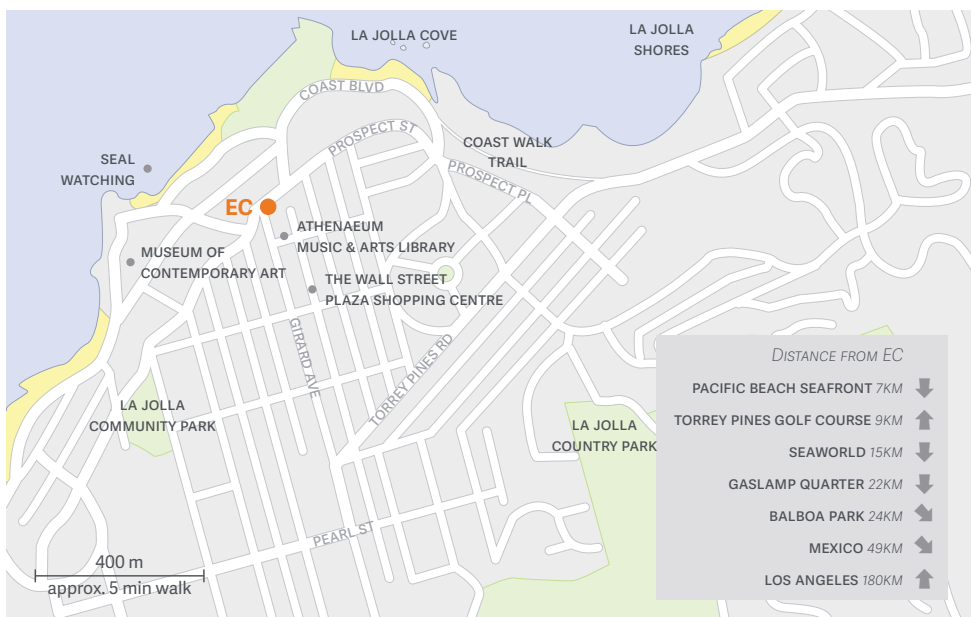 LA JOLLA COVE
LA JOLLA
SHORES
COAST BLVD
PROSPECT ST
COAST WALK
TRAIL
SEAL
WATCHING
PROSPECT PL
EC
ATHENAEUM
MUSIC & ARTS LIBRARY
MUSEUM OF
CONTEMPORARY ART
THE WALL STREET
PLAZA SHOPPING CENTRE
GIRARD AVE
TORREY PINES RD
LA JOLLA
COMMUNITY PARK
LA JOLLA
COUNTRY PARK
PEARL ST
400 m
approx. 5 min walk
DISTANCE FROM EC
PACIFIC BEACH SEAFRONT 7KM
TORREY PINES GOLF COURSE 9KM
SEAWORLD 15KM
GASLAMP QUARTER 22KM
BALBOA PARK 24KM
MEXICO 49KM
LOS ANGELES 180KM